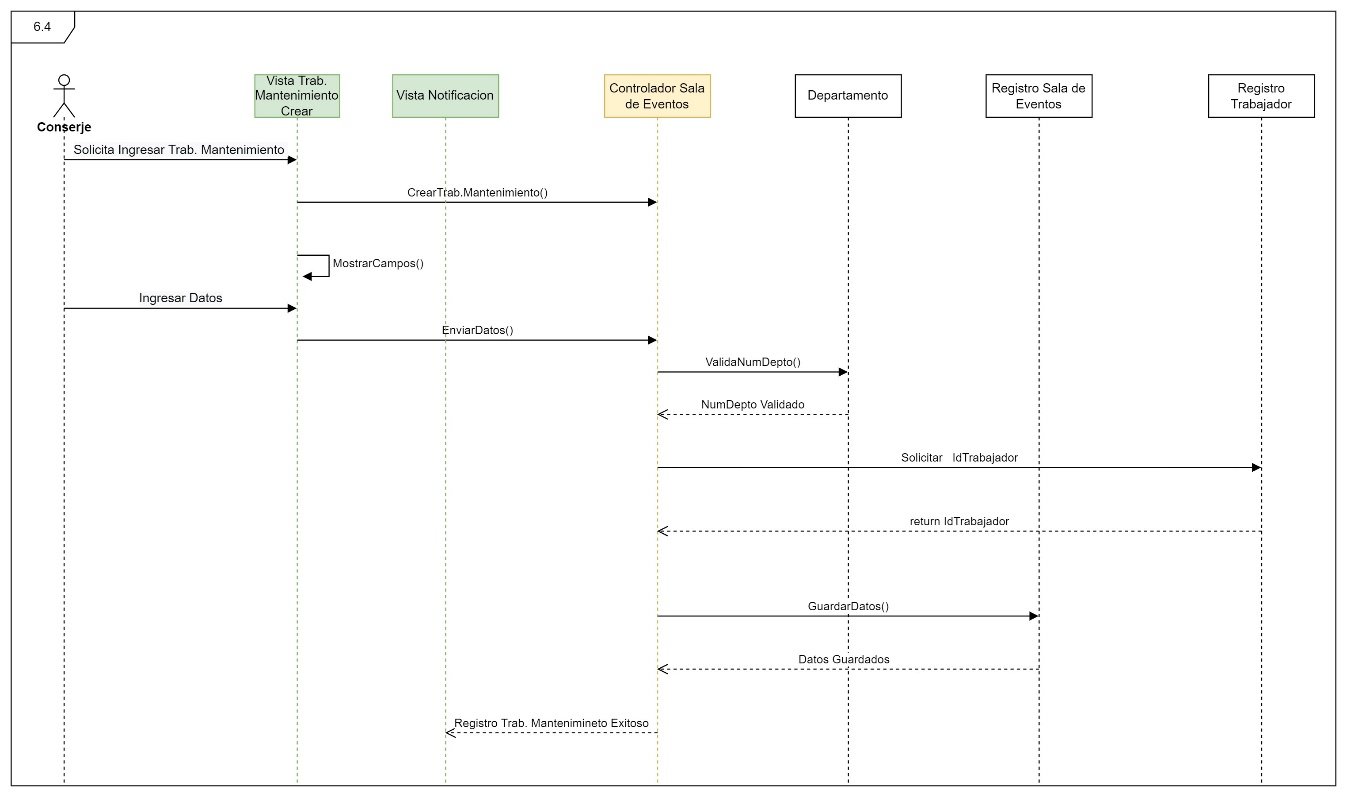 6.4
Conserje
Vista Trab.
Mantenimiento
Crear
Vista Notificacion
Controlador Sala
de Eventos
Departamento
Registro Sala de
Eventos
Registro
Trabajador
Solicita Ingresar Trab. Mantenimiento
CrearTrab.Mantenimiento()
MostrarCampos()
Ingresar Datos
EnviarDatos()
ValidaNumDepto()
NumDepto Validado
Solicitar IdTrabajador
return IdTrabajador
GuardarDatos()
Datos Guardados
Registro Trab. Mantenimineto Exitoso